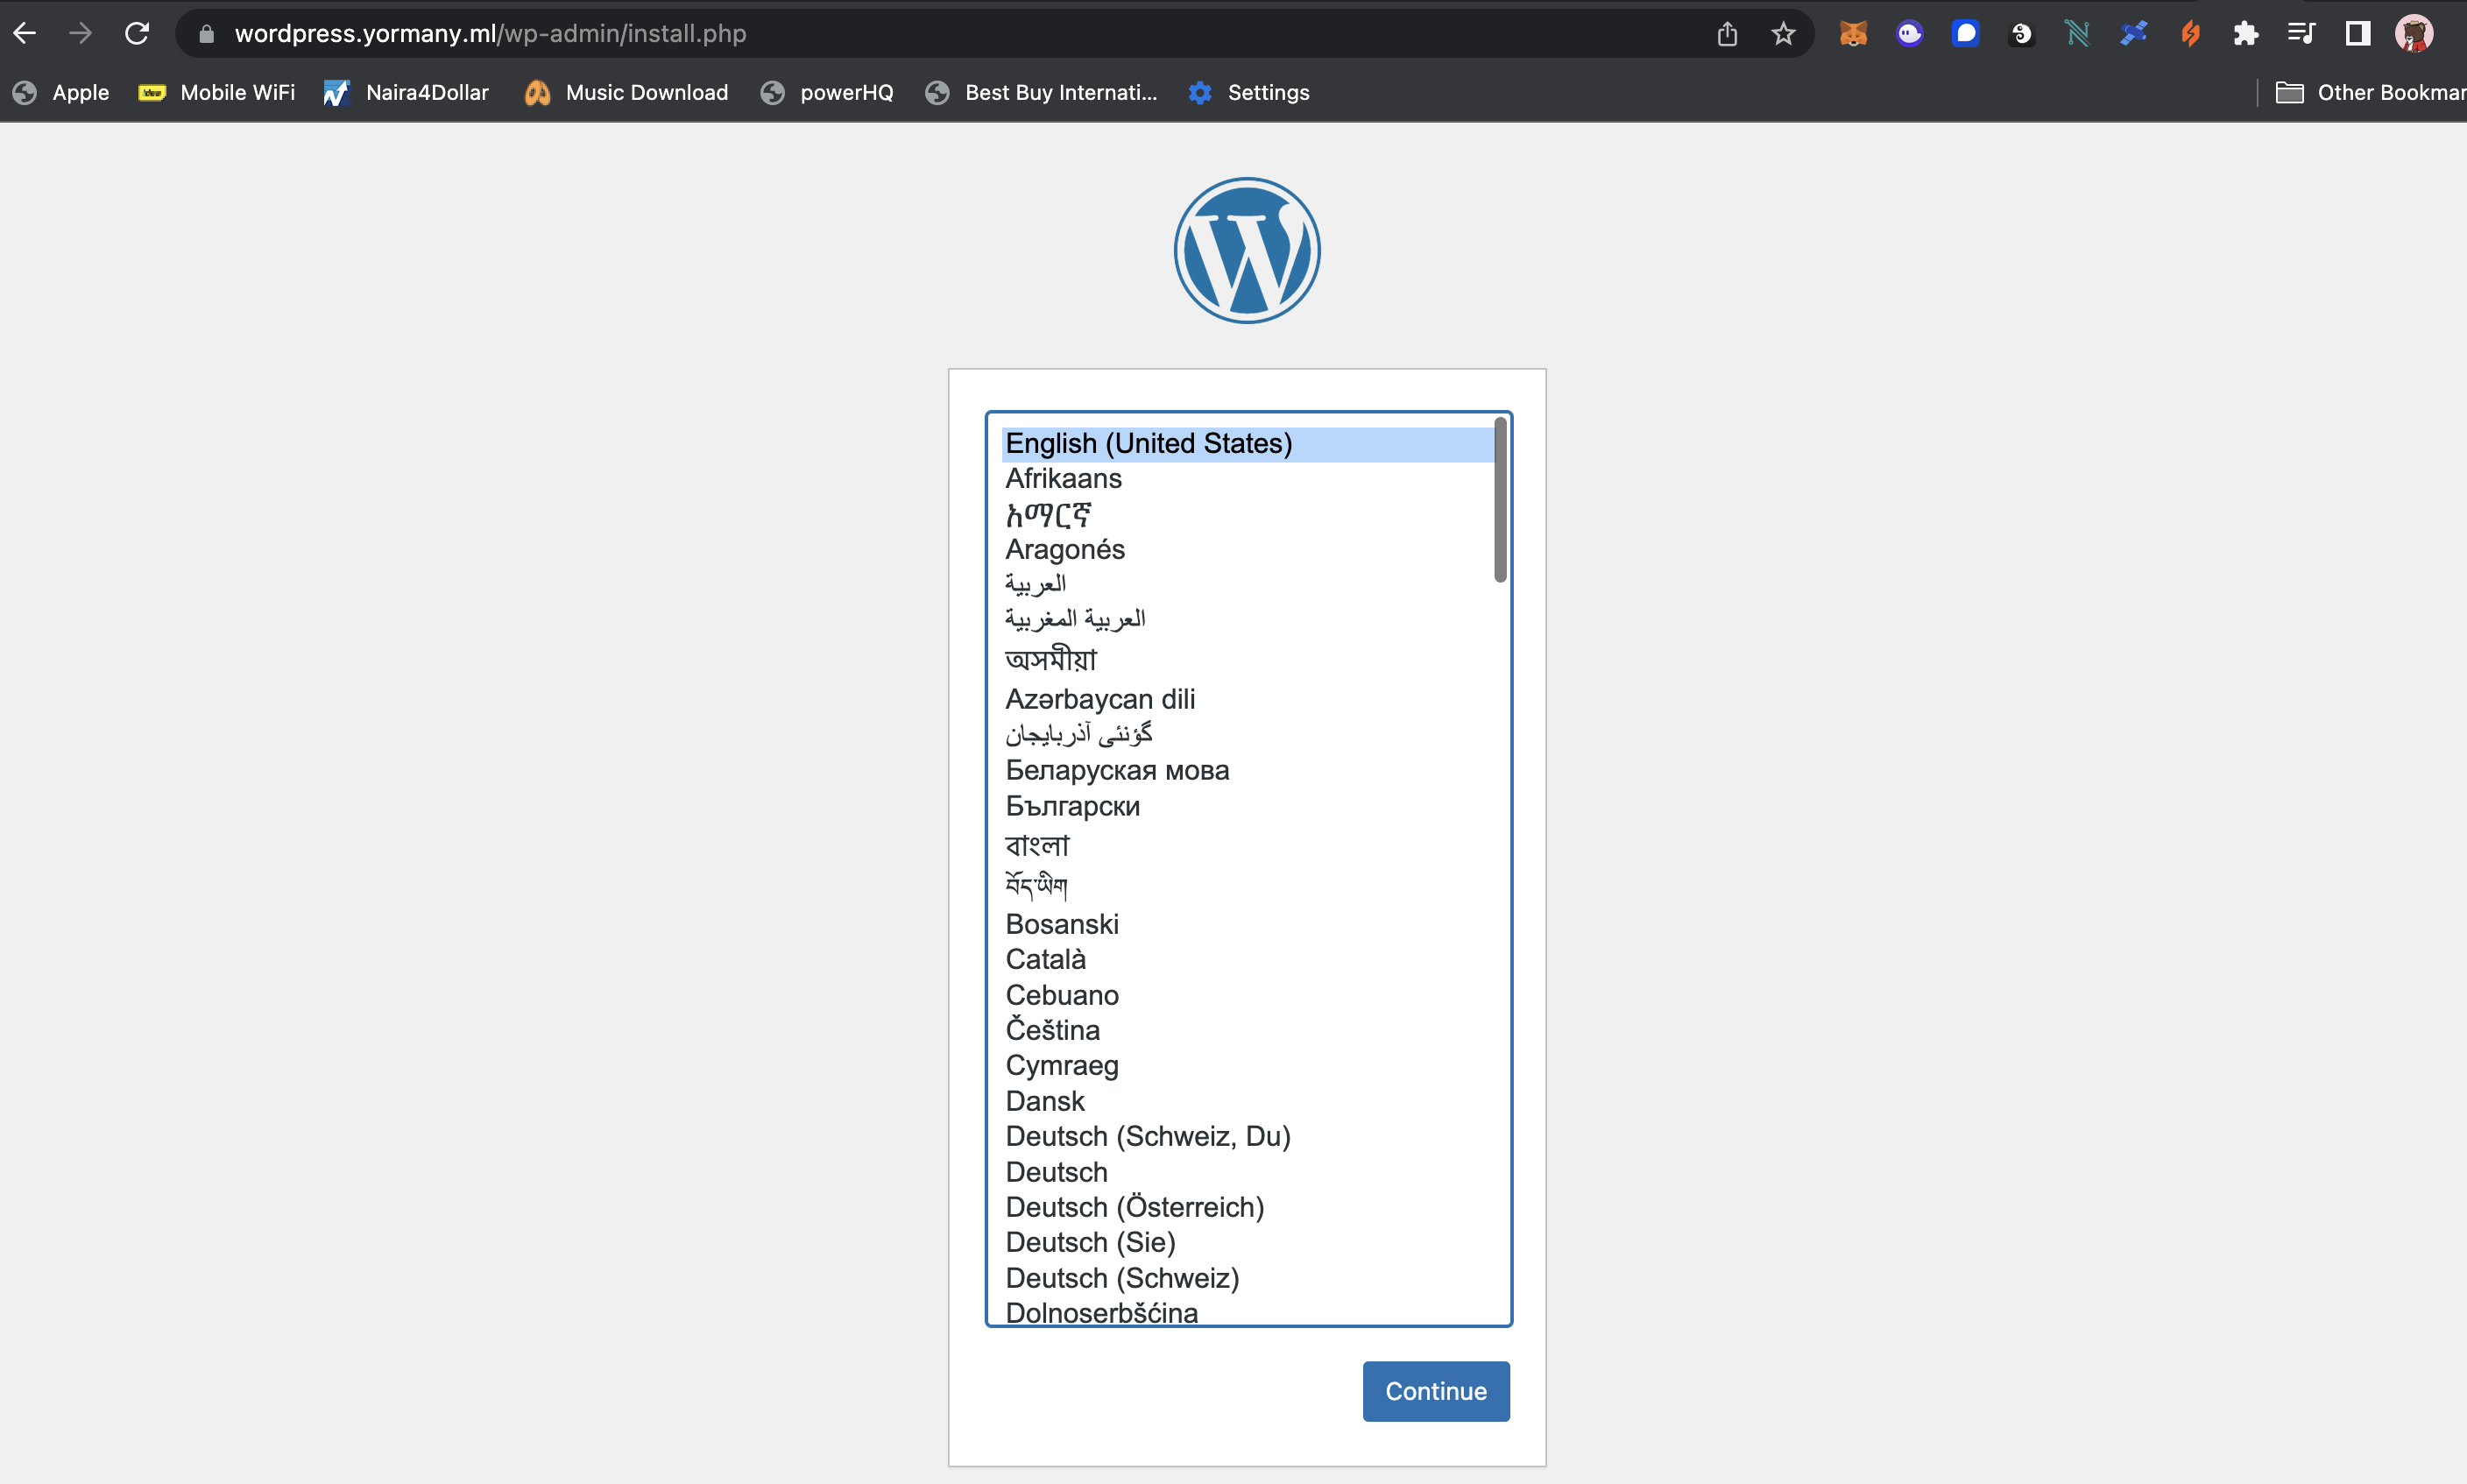 wordpress.yormany.ml/wp-admin/install.php
Apple Mobile WiFi Naira4Dollar Music Download powerHQ Best Buy Internati... Settings Other Bookmar
English (United States)
Afrikaans
አማርኛ
Aragonés
العربية
العربية المغربية
অসমীয়া
Azərbaycan dili
گؤنئی آذربایجان
Беларуская мова
Български
বাংলা
བོད་ཡིག
Bosanski
Català
Cebuano
Čeština
Cymraeg
Dansk
Deutsch (Schweiz, Du)
Deutsch
Deutsch (Österreich)
Deutsch (Sie)
Deutsch (Schweiz)
Dolnoserbšćina
Continue